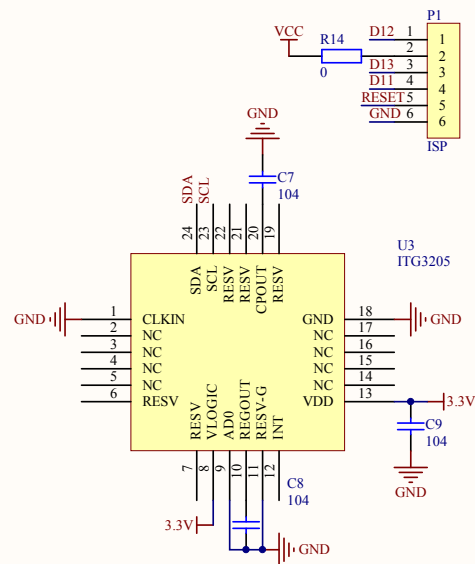 P1
VCC
R14
0
D12 1 1
2 2
D13 3 3
D11 4 4
RESET 5 5
GND 6 6
ISP
GND
C7
104
SDA
SCL
24
23
22
21
20
19
SDA
SCL
RESV
RESV
CPOUT
RESV
U3
ITG3205
GND
1 CLKIN
2 NC
3 NC
4 NC
5 NC
6 RESV
GND 18
GND
NC 17
NC 16
NC 15
NC 14
VDD 13
3.3V
C9
104
GND
RESV
VLOGIC
AD0
REGOUT
RESV-G
INT
7
8
9
10
11
12
C8
104
3.3V
GND